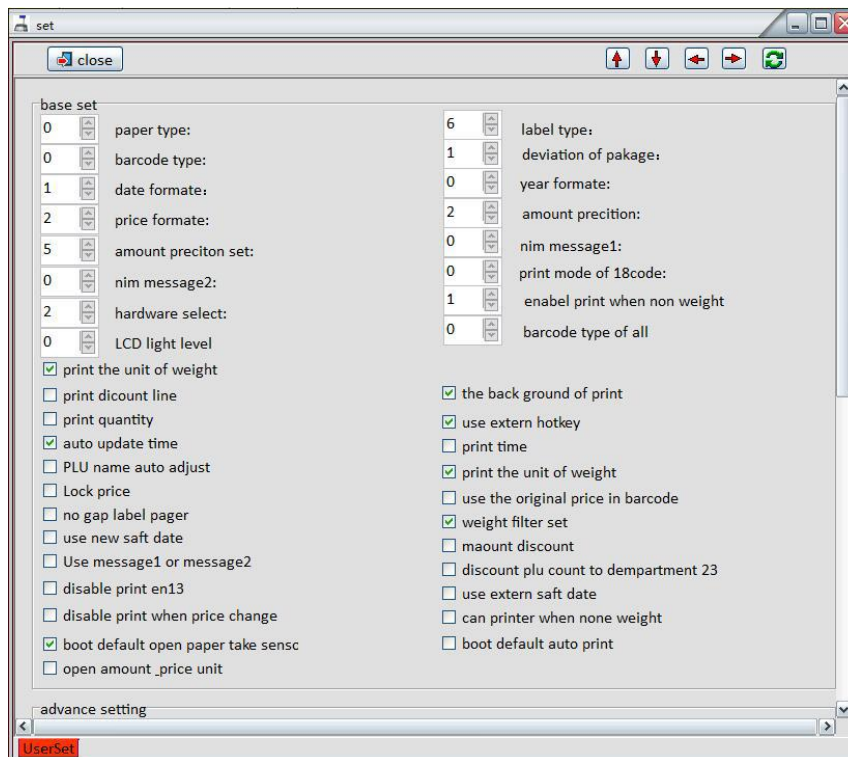 set
close
base set
0 paper type:
0 barcode type:
1 date formate:
2 price formate:
5 amount preciton set:
0 nim message2:
2 hardware select:
0 LCD light level
print the unit of weight
print dicount line
print quantity
auto update time
PLU name auto adjust
Lock price
no gap label pager
use new saft date
Use message1 or message2
disable print en13
disable print when price change
boot default open paper take sensc
open amount _price unit
6 label type:
1 deviation of pakage:
0 year formate:
2 amount precition:
0 nim message1:
0 print mode of 18code:
1 enabel print when non weight
0 barcode type of all
the back ground of print
use extern hotkey
print time
print the unit of weight
use the original price in barcode
weight filter set
maount discount
discount plu count to dempartment 23
use extern saft date
can printer when none weight
boot default auto print
advance setting
UserSet